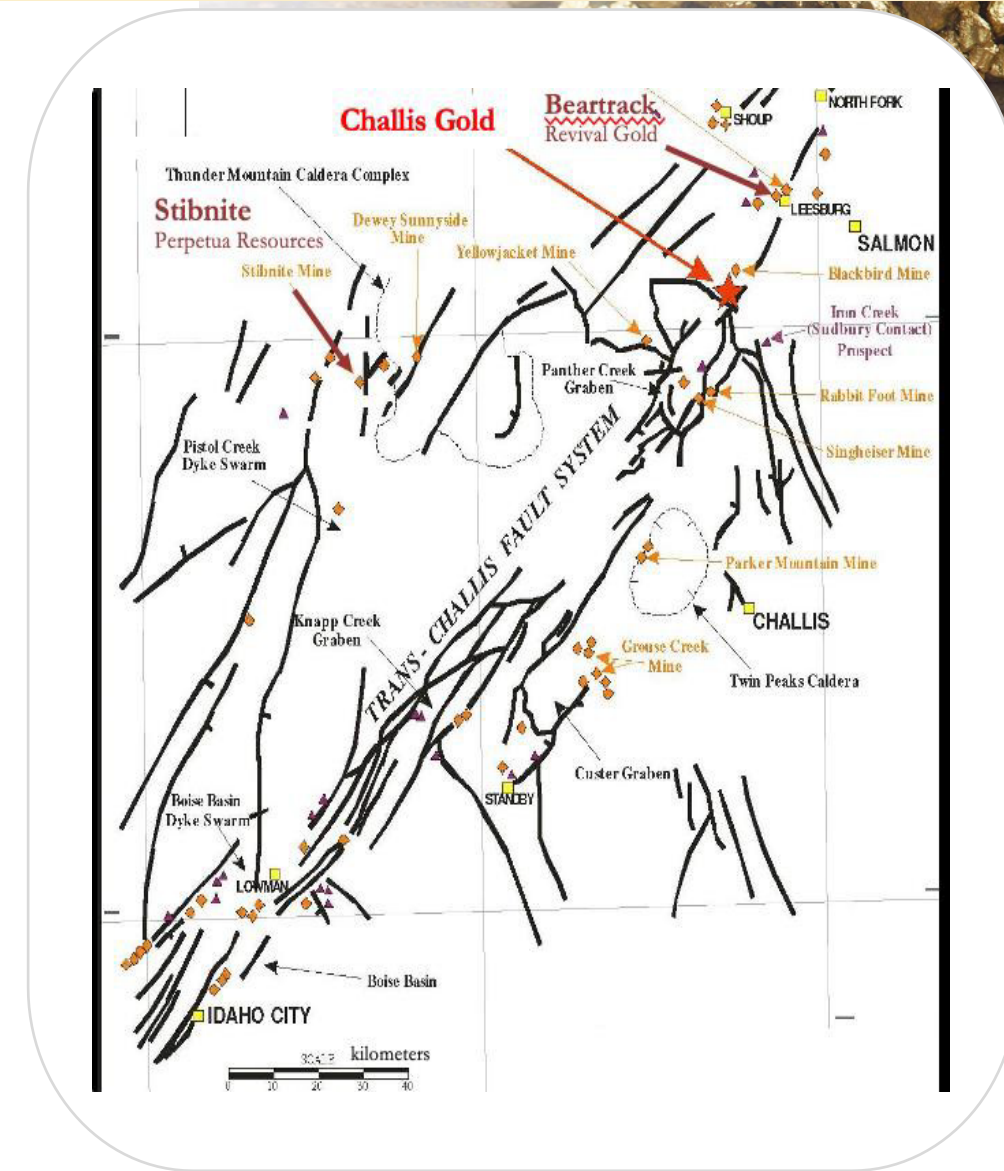 Challis Gold
Beartrack,
Revival Gold
NORTH FORK
SHOUP
Thunder Mountain Caldera Complex
Stibnite
Perpetua Resources
Dewey Sunnyside
Mine
LEESBURG
SALMON
Stibnite Mine
Yellowjacket Mine
Blackbird Mine
Iron Creek
(Sudbury Contact)
Prospect
Panther Creek
Graben
Rabbit Foot Mine
Singheiser Mine
Pistol Creek
Dyke Swarm
TRANS - CHALLIS FAULT SYSTEM
Parker Mountain Mine
CHALLIS
Knapp Creek
Graben
Grouse Creek
Mine
Twin Peaks Caldera
Custer Graben
STANDBY
Boise Basin
Dyke Swarm
LOWMAN
Boise Basin
IDAHO CITY
SCALE kilometers
0 10 20 30 40